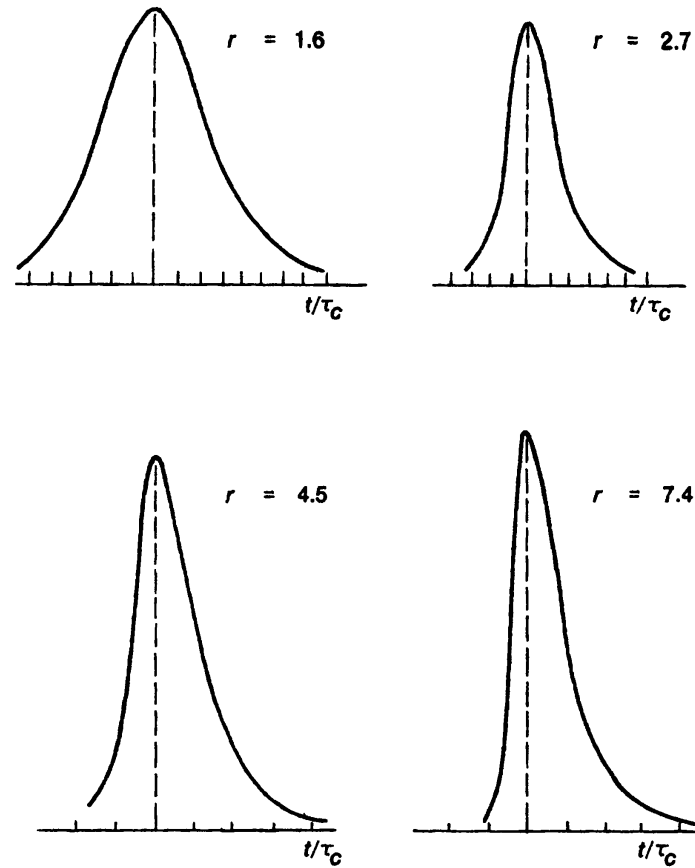 r = 1.6
r = 2.7
t/τc
t/τc
r = 4.5
r = 7.4
t/τc
t/τc